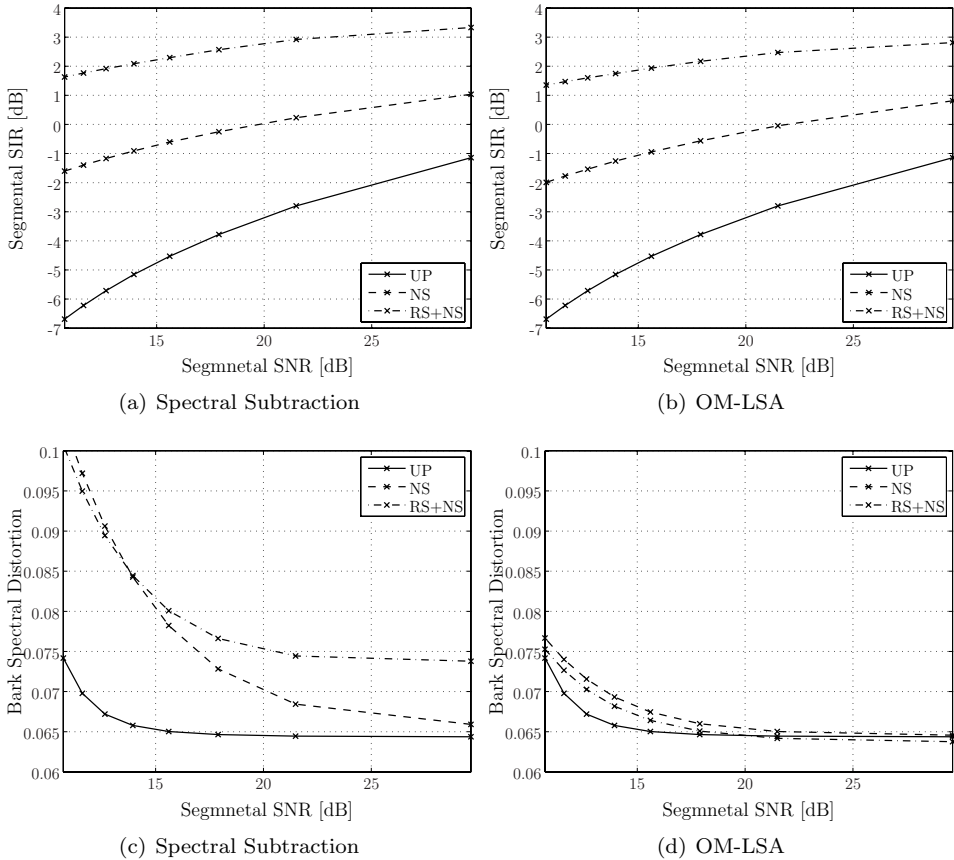 4
3
2
1
0
-1
-2
-3
-4
-5
-6
-7
Segmental SIR [dB]
UP
NS
RS+NS
15
20
25
Segmnetal SNR [dB]
(a) Spectral Subtraction
4
3
2
1
0
-1
-2
-3
-4
-5
-6
-7
Segmental SIR [dB]
UP
NS
RS+NS
15
20
25
Segmnetal SNR [dB]
(b) OM-LSA
0.1
0.095
0.09
0.085
0.08
0.075
0.07
0.065
0.06
Bark Spectral Distortion
UP
NS
RS+NS
15
20
25
Segmnetal SNR [dB]
(c) Spectral Subtraction
0.1
0.095
0.09
0.085
0.08
0.075
0.07
0.065
0.06
Bark Spectral Distortion
UP
NS
RS+NS
15
20
25
Segmnetal SNR [dB]
(d) OM-LSA